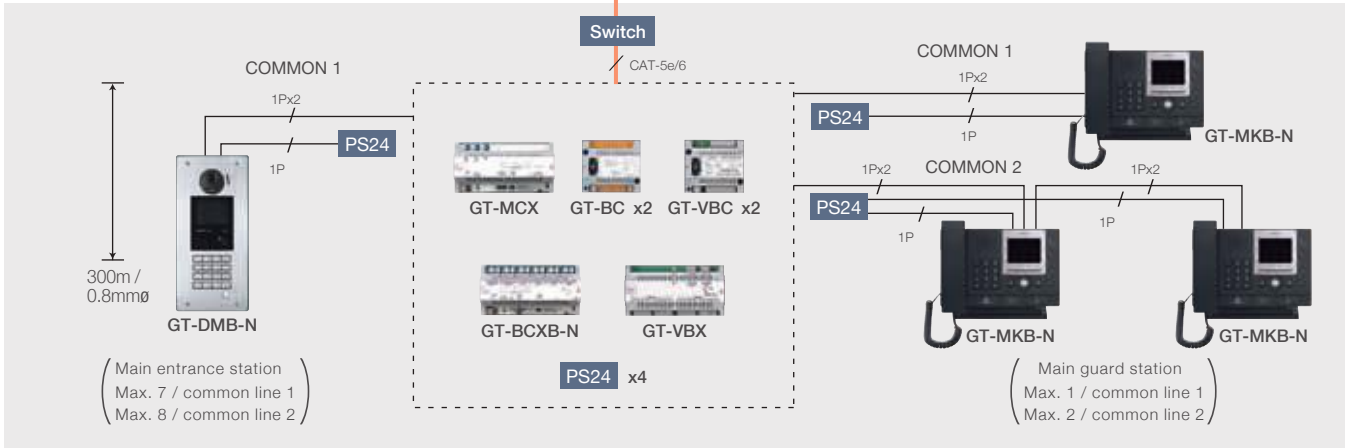 Switch
CAT-5e/6
COMMON 1
1Px2
1P
PS24
300m /
0.8mmø
GT-DMB-N
Main entrance station
Max. 7 / common line 1
Max. 8 / common line 2
GT-MCX
GT-BC x2
GT-VBC x2
GT-BCXB-N
GT-VBX
PS24 x4
COMMON 1
1Px2
PS24
1P
GT-MKB-N
COMMON 2
1Px2
1Px2
PS24
1P
1P
GT-MKB-N
GT-MKB-N
Main guard station
Max. 1 / common line 1
Max. 2 / common line 2